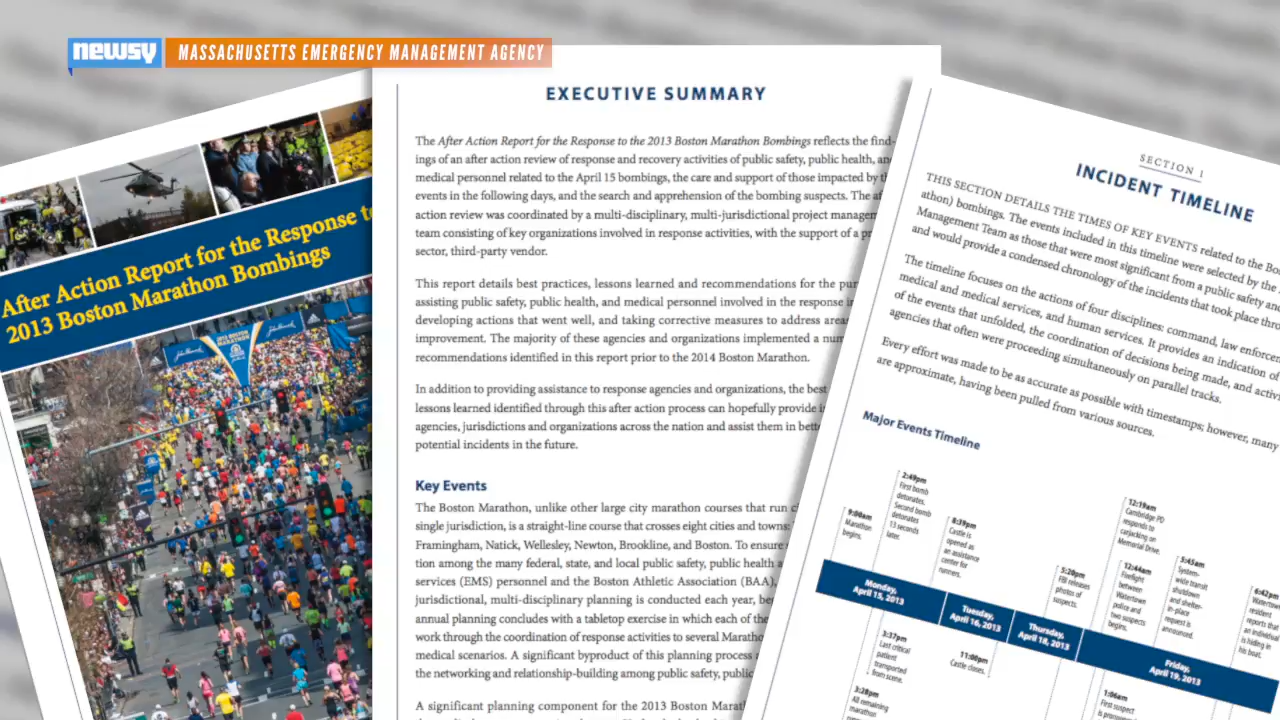 newsy
MASSACHUSETTS EMERGENCY MANAGEMENT AGENCY
After Action Report for the Response to
2013 Boston Marathon Bombings
EXECUTIVE SUMMARY
The After Action Report for the Response to the 2013 Boston Marathon Bombings reflects the find-
ings of an after action review of response and recovery activities of public safety, public health, and
medical personnel related to the April 15 bombings, the care and support of those impacted by the
events in the following days, and the search and apprehension of the bombing suspects. The af
action review was coordinated by a multi-disciplinary, multi-jurisdictional project managem
team consisting of key organizations involved in response activities, with the support of a pr
sector, third-party vendor.
This report details best practices, lessons learned and recommendations for the pur
assisting public safety, public health, and medical personnel involved in the response in
developing actions that went well, and taking corrective measures to address areas
improvement. The majority of these agencies and organizations implemented a num
recommendations identified in this report prior to the 2014 Boston Marathon.
In addition to providing assistance to response agencies and organizations, the best
lessons learned identified through this after action process can hopefully provide i
agencies, jurisdictions and organizations across the nation and assist them in bett
potential incidents in the future.
Key Events
The Boston Marathon, unlike other large city marathon courses that run
single jurisdiction, is a straight-line course that crosses eight cities and towns:
Framingham, Natick, Wellesley, Newton, Brookline, and Boston. To ensure
tion among the many federal, state, and local public safety, public health a
services (EMS) personnel and the Boston Athletic Association (BAA),
jurisdictional, multi-disciplinary planning is conducted each year, be
annual planning concludes with a tabletop exercise in which each of the
work through the coordination of response activities to several Marath
medical scenarios. A significant byproduct of this planning process a
the networking and relationship-building among public safety, public
A significant planning component for the 2013 Boston Marat
SECTION 1
INCIDENT TIMELINE
THIS SECTION DETAILS THE TIMES OF KEY EVENTS related to the Bos
athon) bombings. The events included in this timeline were selected by the
Management Team as those that were most significant from a public safety and
and would provide a condensed chronology of the incidents that took place thro
The timeline focuses on the actions of four disciplines: command, law enforcem
medical and medical services, and human services. It provides an indication of
of the events that unfolded, the coordination of decisions being made, and activi
agencies that often were proceeding simultaneously on parallel tracks.
Every effort was made to be as accurate as possible with timestamps; however, many
are approximate, having been pulled from various sources.
Major Events Timeline
9:00am
Marathon
begins.
2:49pm
First bomb
detonates.
Second bomb
detonates
13 seconds
later.
8:39pm
Castle is
opened as
an assistance
center for
runners.
5:20pm
FBI releases
photos of
suspects.
12:19am
Cambridge PD
responds to
carjacking on
Memorial Drive.
12:44am
Firefight
between
Watertown
police and
two suspects
begins.
5:45am
System-
wide transit
shutdown
and shelter-
in-place
request is
announced.
6:42pm
Watertown
resident
reports that
an individual
is hiding in
his boat.
Monday,
April 15, 2013
Tuesday,
April 16, 2013
Thursday,
April 18, 2013
Friday,
April 19, 2013
3:37pm
Last critical
patient
transported
from scene.
3:28pm
All remaining
marathon
11:00pm
Castle closes.
1:06am
First suspect